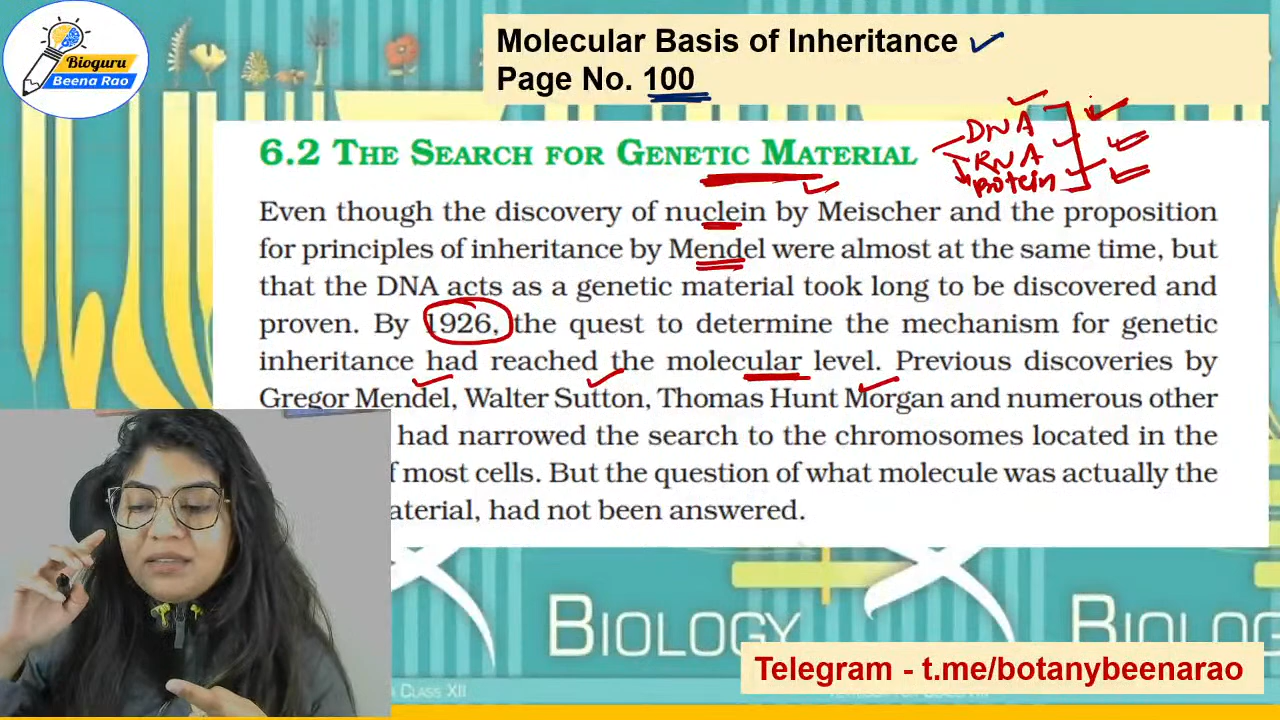 Bioguru
Beena Rao
Molecular Basis of Inheritance
Page No. 100
DNA
RNA
protein
6.2 THE SEARCH FOR GENETIC MATERIAL
Even though the discovery of nuclein by Meischer and the proposition
for principles of inheritance by Mendel were almost at the same time, but
that the DNA acts as a genetic material took long to be discovered and
proven. By 1926, the quest to determine the mechanism for genetic
inheritance had reached the molecular level. Previous discoveries by
Gregor Mendel, Walter Sutton, Thomas Hunt Morgan and numerous other
had narrowed the search to the chromosomes located in the
f most cells. But the question of what molecule was actually the
aterial, had not been answered.
BIOLOGY
BIOLOG
CLASS XII
Telegram - t.me/botanybeenarao